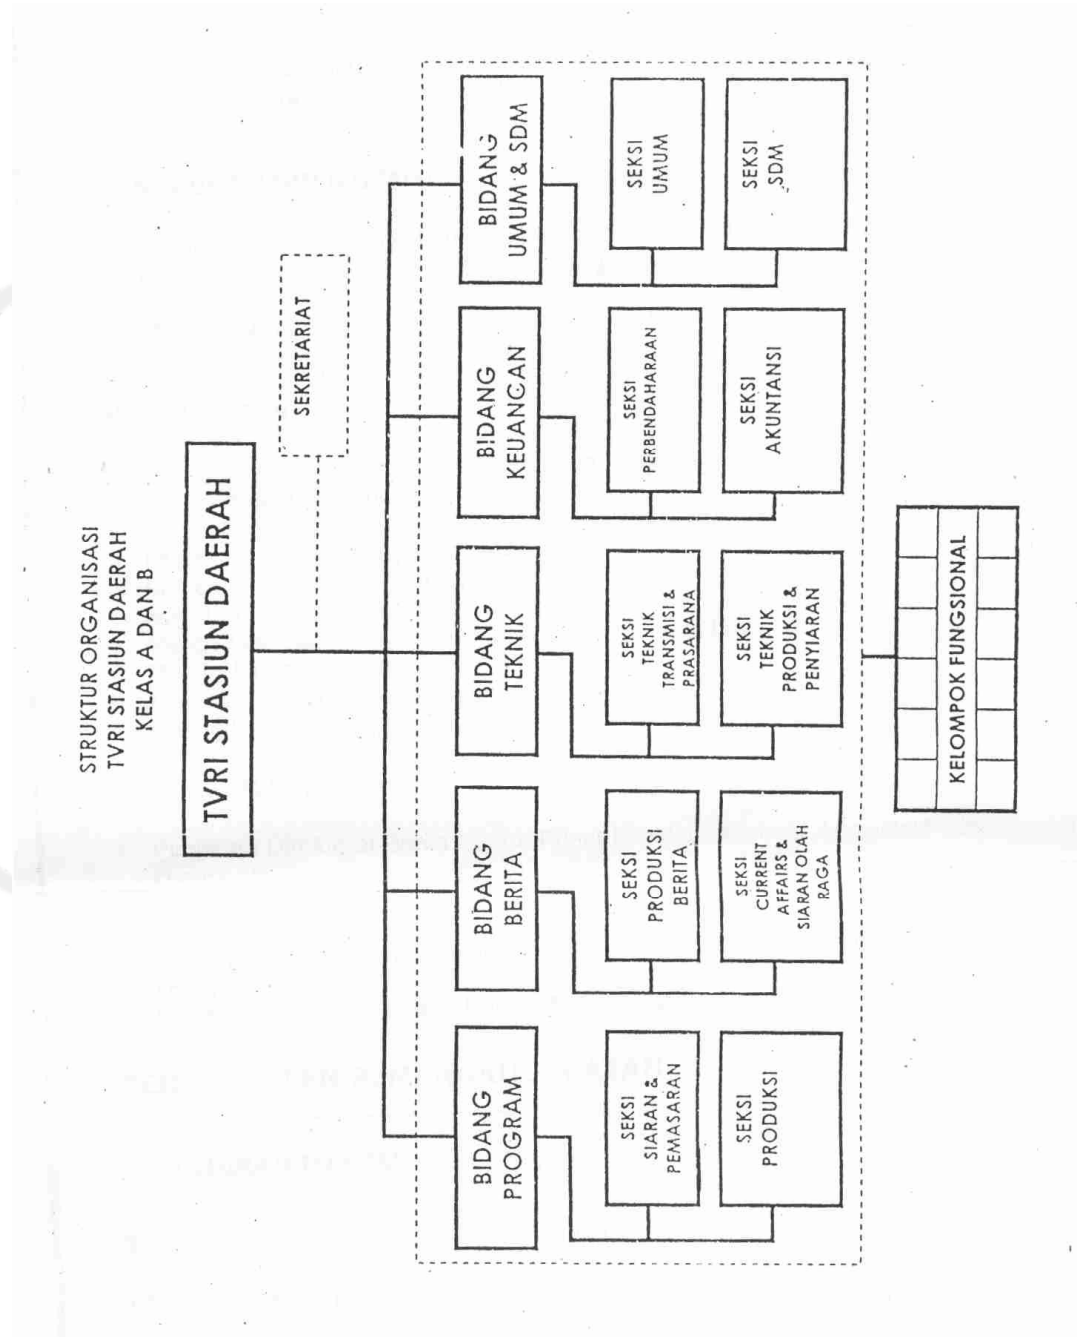 STRUKTUR ORGANISASI
TVRI STASIUN DAERAH
KELAS A DAN B
TVRI STASIUN DAERAH
SEKRETARIAT
BIDANG
PROGRAM
BIDANG
BERITA
BIDANG
TEKNIK
BIDANG
KEUANGAN
BIDANG
UMUM & SDM
SEKSI
SIARAN &
PEMASARAN
SEKSI
PRODUKSI
BERITA
SEKSI
TEKNIK
TRANSMISI &
PRASARANA
SEKSI
PERBENDAHARAAN
SEKSI
UMUM
SEKSI
PRODUKSI
SEKSI
CURRENT
AFFAIRS &
SIARAN OLAH
RAGA
SEKSI
TEKNIK
PRODUKSI &
PENYIARAN
SEKSI
AKUNTANSI
SEKSI
SDM
KELOMPOK FUNGSIONAL